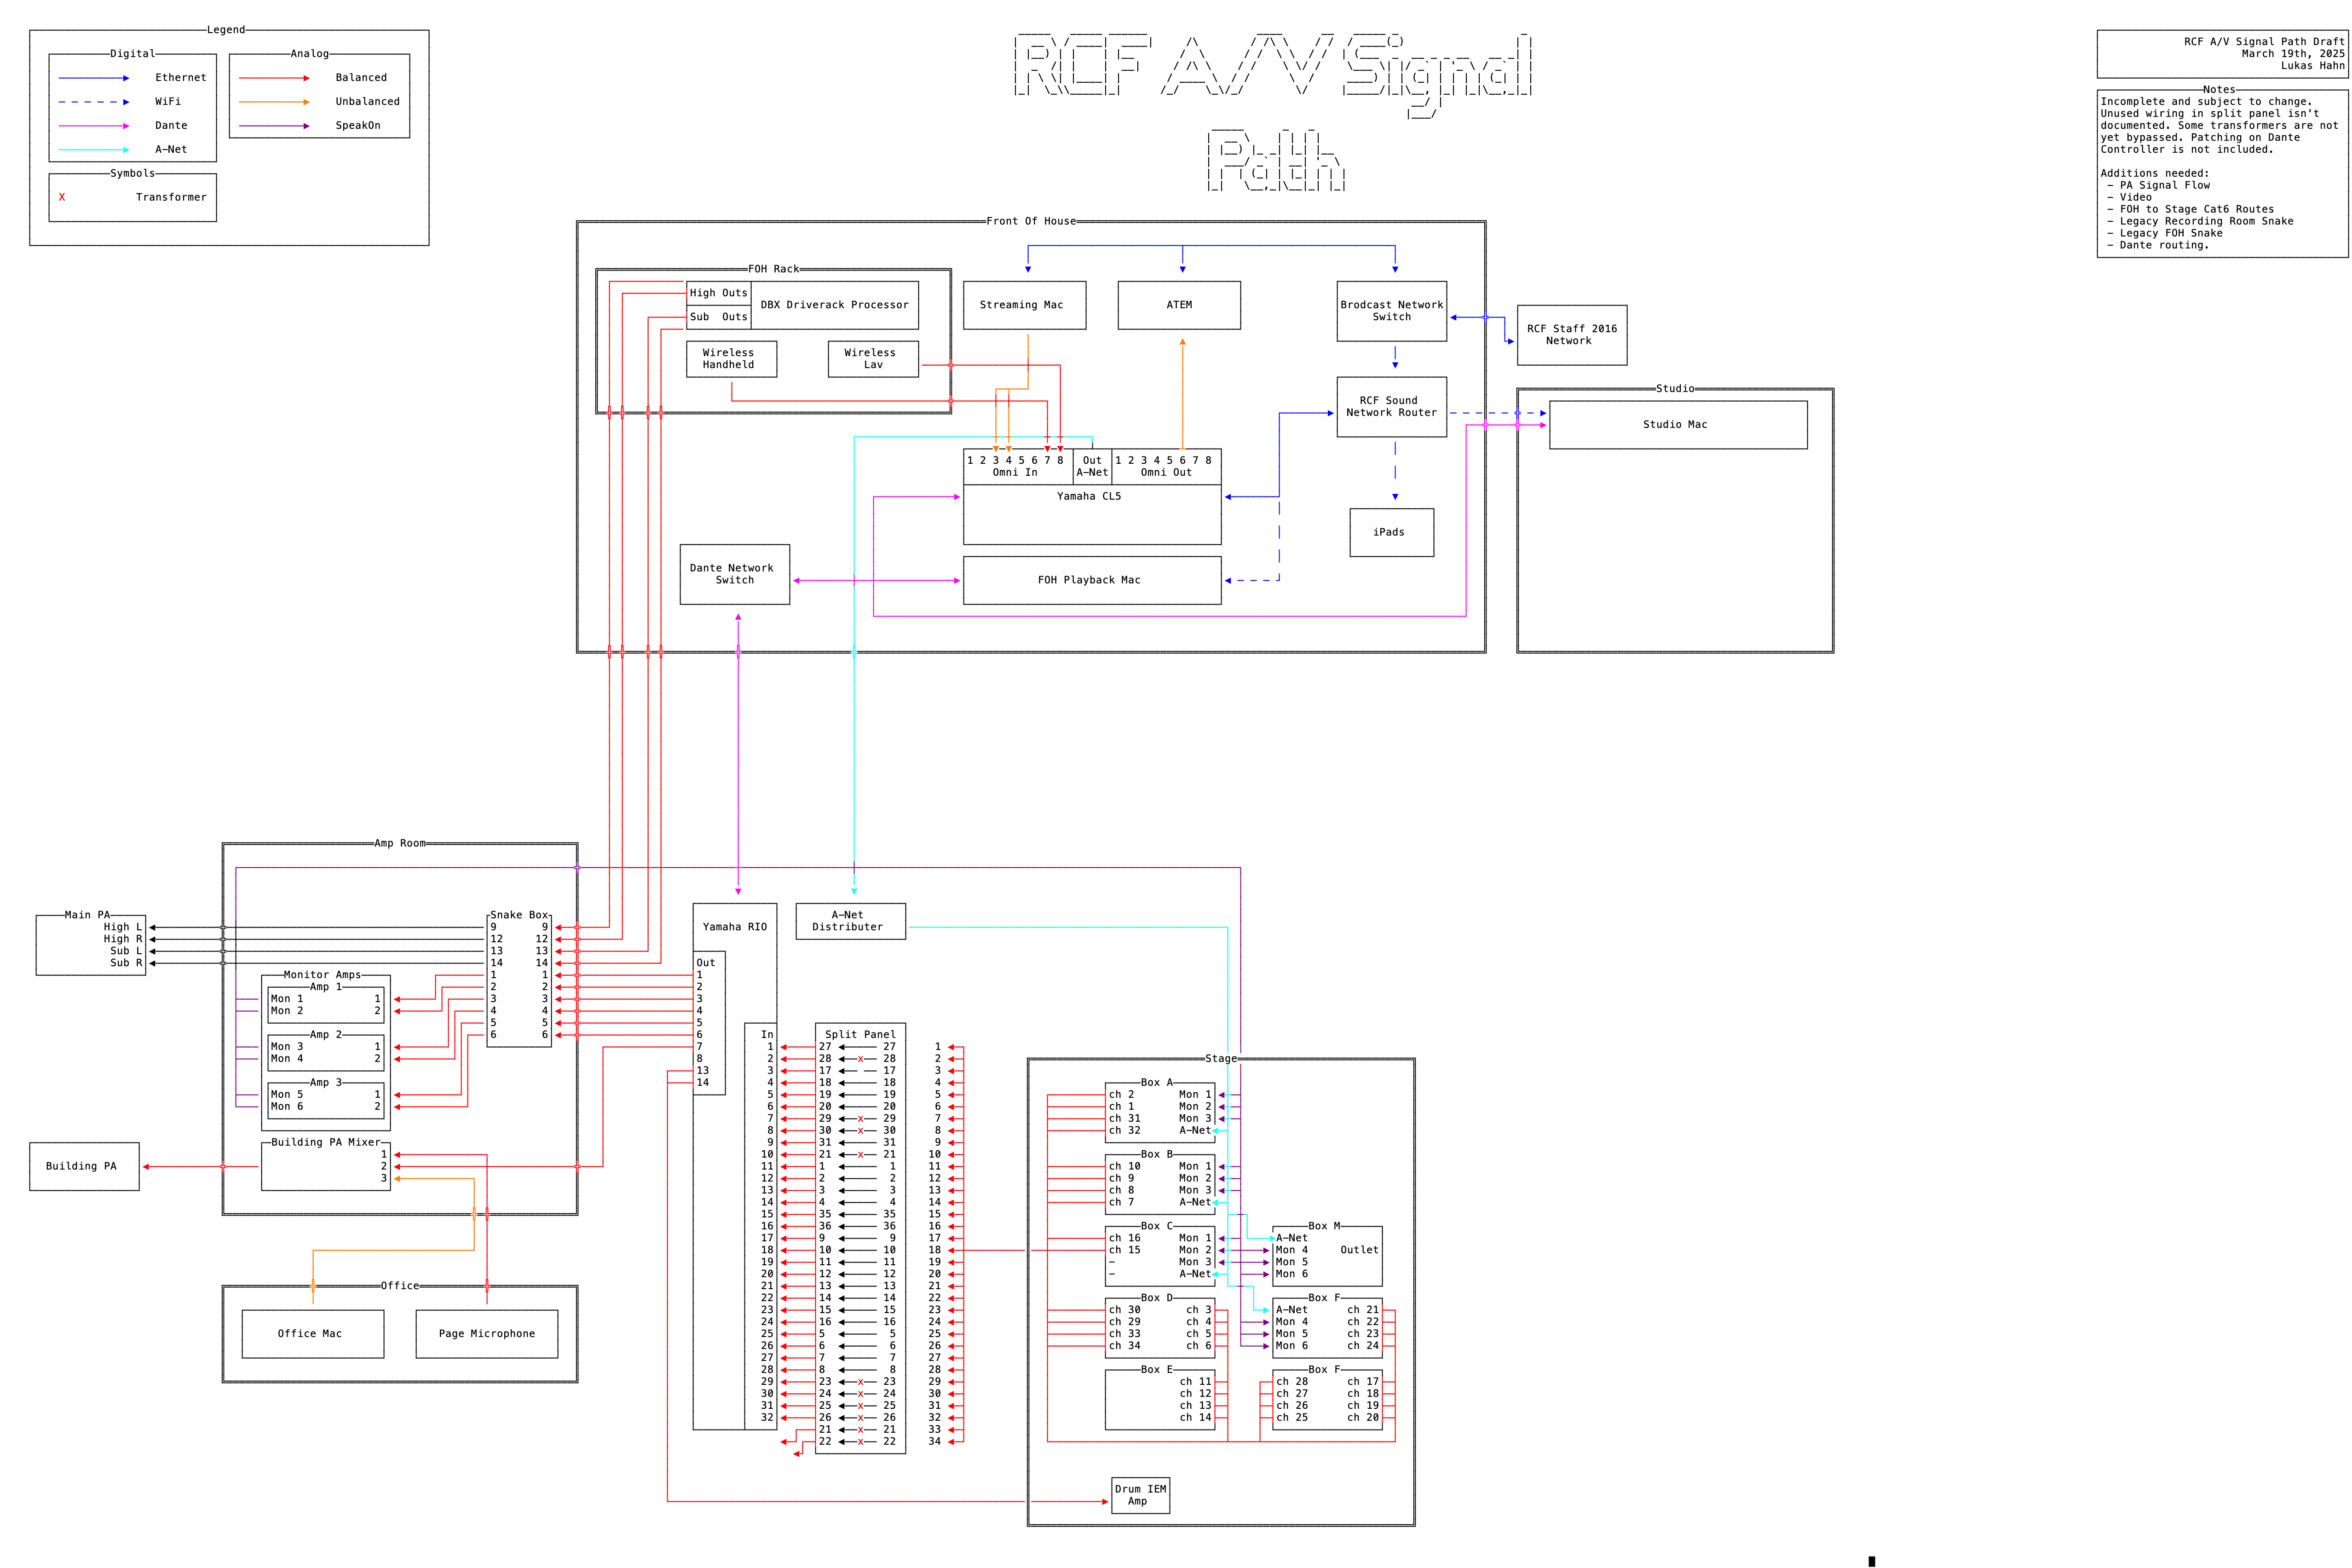 Legend
Digital
Ethernet
WiFi
Dante
A-Net
Analog
Balanced
Unbalanced
SpeakOn
Symbols
X Transformer
RCF A/V Signal
Path
RCF A/V Signal Path Draft
March 19th, 2025
Lukas Hahn
Notes
Incomplete and subject to change.
Unused wiring in split panel isn't
documented. Some transformers are not
yet bypassed. Patching on Dante
Controller is not included.
Additions needed:
- PA Signal Flow
- Video
- FOH to Stage Cat6 Routes
- Legacy Recording Room Snake
- Legacy FOH Snake
- Dante routing.
Front Of House
FOH Rack
High Outs
Sub Outs
DBX Driverack Processor
Wireless
Handheld
Wireless
Lav
Streaming Mac
ATEM
Brodcast Network
Switch
RCF Staff 2016
Network
RCF Sound
Network Router
Studio
Studio Mac
1 2 3 4 5 6 7 8
Omni In
Out
A-Net
1 2 3 4 5 6 7 8
Omni Out
Yamaha CL5
iPads
Dante Network
Switch
FOH Playback Mac
Amp Room
Main PA
High L
High R
Sub L
Sub R
Snake Box
9 9
12 12
13 13
14 14
1 1
2 2
3 3
4 4
5 5
6 6
Monitor Amps
Amp 1
Mon 1 1
Mon 2 2
Amp 2
Mon 3 1
Mon 4 2
Amp 3
Mon 5 1
Mon 6 2
Building PA Mixer
1
2
3
Building PA
Office
Office Mac
Page Microphone
Yamaha RIO
Out
1
2
3
4
5
6
7
8
13
14
A-Net
Distributer
In
Split Panel
1 27 27 1
2 28 x 28 2
3 17 17 3
4 18 18 4
5 19 19 5
6 20 20 6
7 29 x 29 7
8 30 x 30 8
9 31 31 9
10 21 x 21 10
11 1 1 11
12 2 2 12
13 3 3 13
14 4 4 14
15 35 35 15
16 36 36 16
17 9 9 17
18 10 10 18
19 11 11 19
20 12 12 20
21 13 13 21
22 14 14 22
23 15 15 23
24 16 16 24
25 5 5 25
26 6 6 26
27 7 7 27
28 8 8 28
29 23 x 23 29
30 24 x 24 30
31 25 x 25 31
32 26 x 26 32
21 x 21 33
22 x 22 34
Stage
Box A
ch 2 Mon 1
ch 1 Mon 2
ch 31 Mon 3
ch 32 A-Net
Box B
ch 10 Mon 1
ch 9 Mon 2
ch 8 Mon 3
ch 7 A-Net
Box C
ch 16 Mon 1
ch 15 Mon 2
- Mon 3
- A-Net
Box M
A-Net
Mon 4 Outlet
Mon 5
Mon 6
Box D
ch 30 ch 3
ch 29 ch 4
ch 33 ch 5
ch 34 ch 6
Box F
A-Net ch 21
Mon 4 ch 22
Mon 5 ch 23
Mon 6 ch 24
Box E
ch 11
ch 12
ch 13
ch 14
Box F
ch 28 ch 17
ch 27 ch 18
ch 26 ch 19
ch 25 ch 20
Drum IEM
Amp